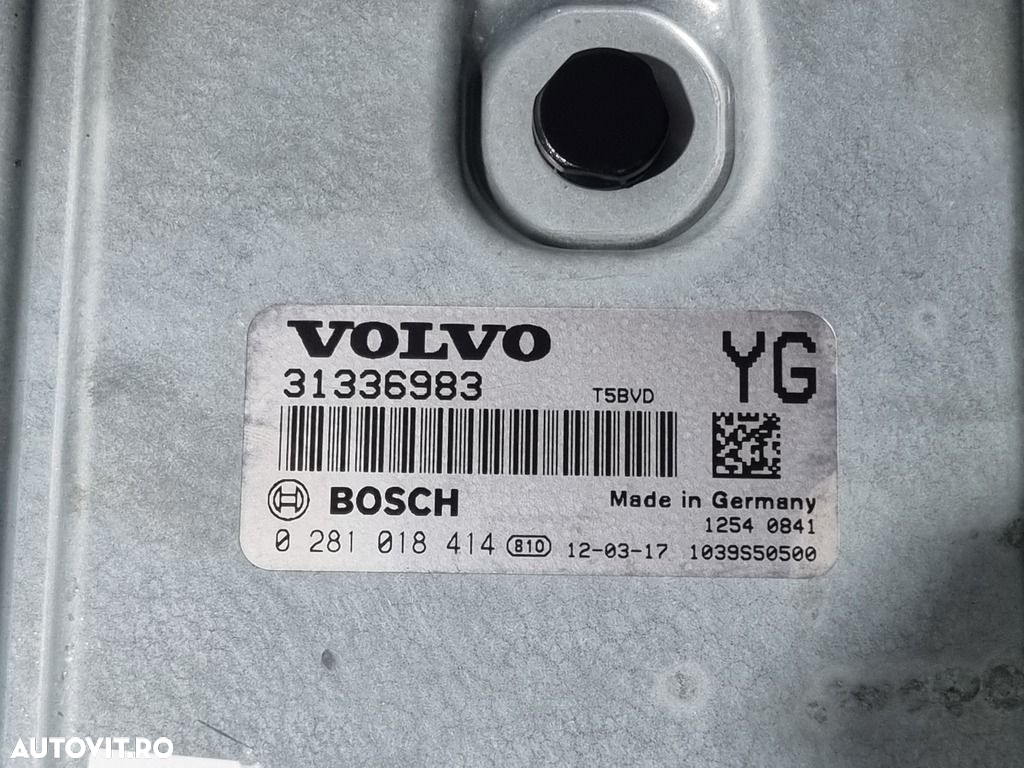 VOLVO
YG
31336983
T5BVD
BOSCH
Made in Germany
1254 0841
0 281 018 414 810 12-03-17 1039S50500
AUTOVIT.RO